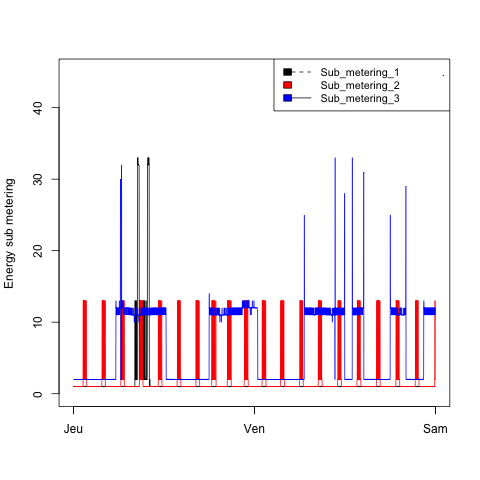 Sub_metering_1
Sub_metering_2
Sub_metering_3
Energy sub metering
40
30
20
10
0
Jeu Ven Sam